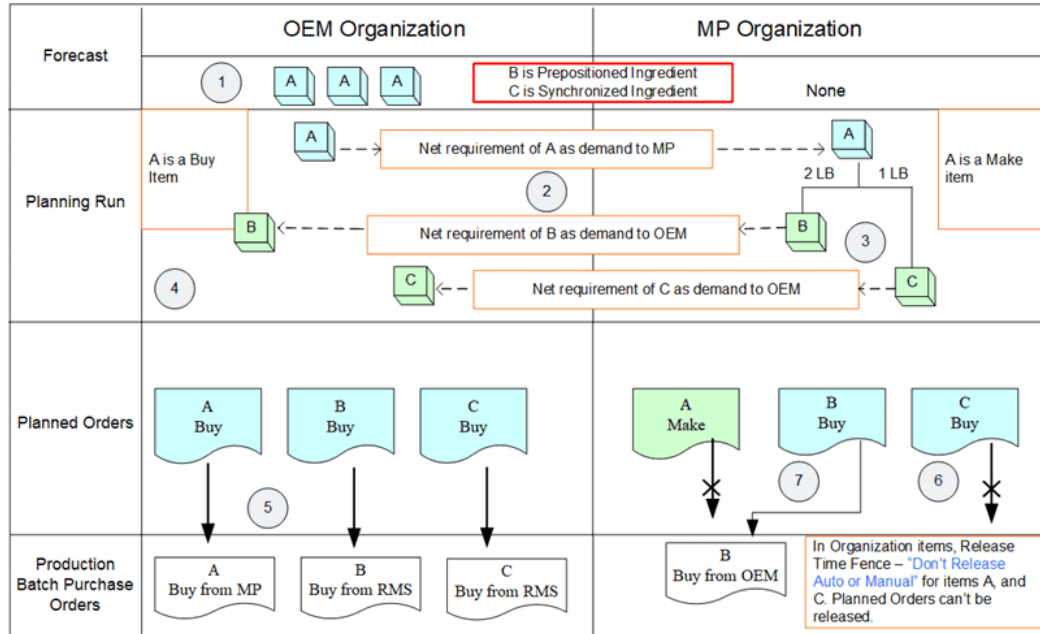 OEM Organization
MP Organization
Forecast
1
A
A
A
B is Prepositioned Ingredient
C is Synchronized Ingredient
None
Planning Run
A is a Buy
Item
A
Net requirement of A as demand to MP
A
A is a Make
item
2 LB
1 LB
2
B
Net requirement of B as demand to OEM
B
3
4
C
Net requirement of C as demand to OEM
C
Planned Orders
A
Buy
B
Buy
C
Buy
A
Make
B
Buy
C
Buy
5
7
6
Production
Batch Purchase
Orders
A
Buy from MP
B
Buy from RMS
C
Buy from RMS
B
Buy from OEM
In Organization items, Release
Time Fence – “Don't Release
Auto or Manual” for items A, and
C. Planned Orders can't be
released.